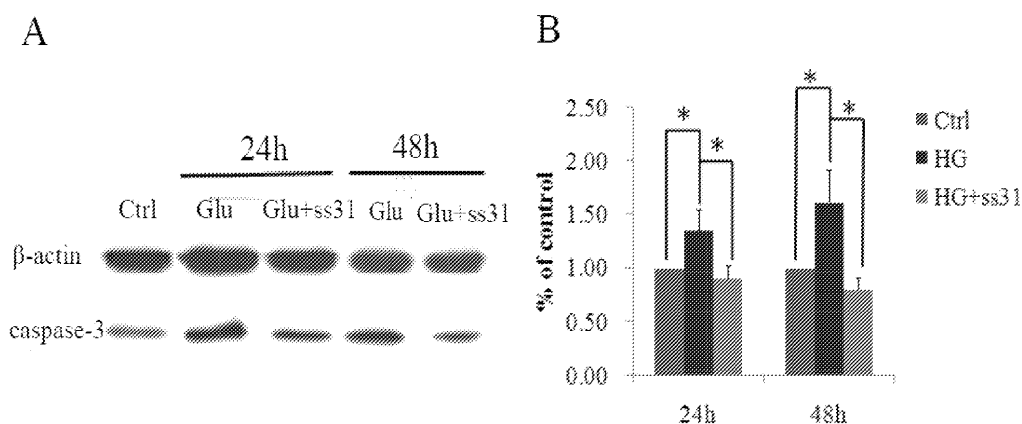 A
24h 48h
Ctrl Glu Glu+ss31 Glu Glu+ss31
β-actin
caspase-3
B
% of control
2.50
2.00
1.50
1.00
0.50
0.00
* * * *
24h 48h
Ctrl
HG
HG+ss31